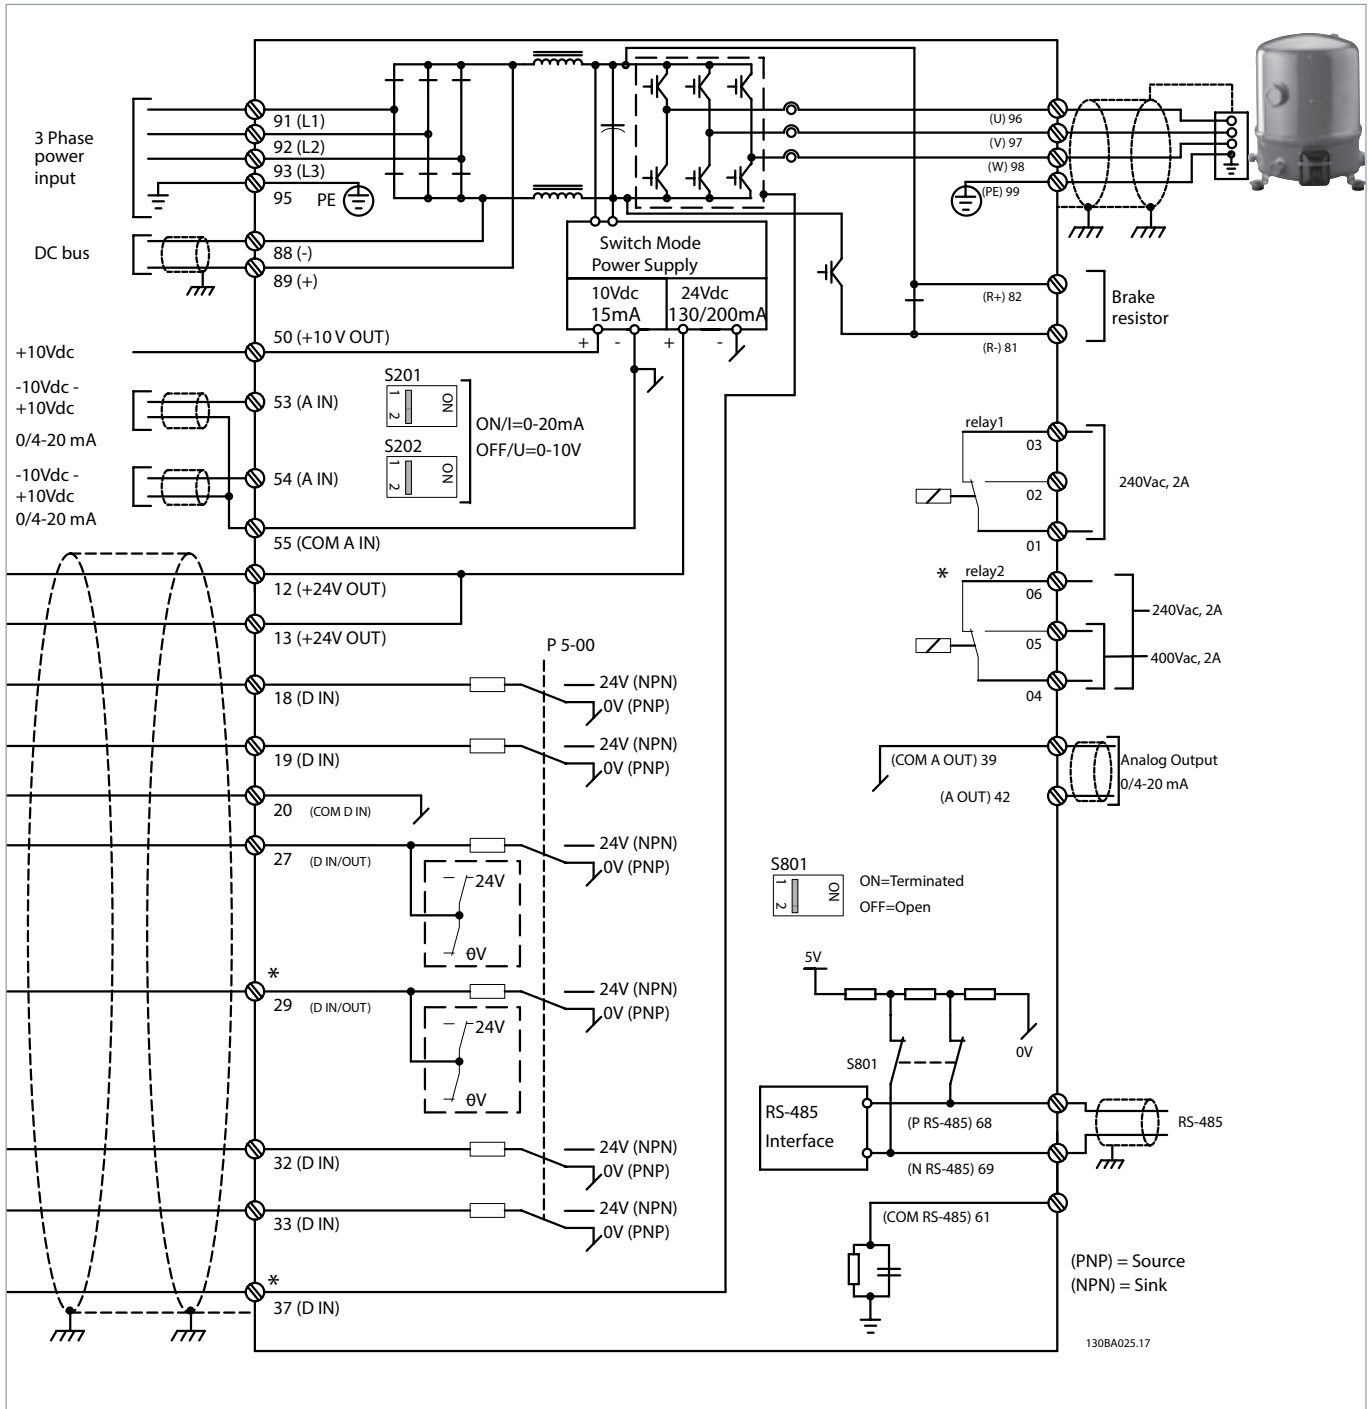 3 Phase
power
input
91 (L1)
92 (L2)
93 (L3)
95
PE
DC bus
88 (-)
89 (+)
50 (+10 V OUT)
+10Vdc
-10Vdc -
+10Vdc
0/4-20 mA
53 (A IN)
S201
1
2
ON
ON/I=0-20mA
OFF/U=0-10V
S202
1
2
ON
-10Vdc -
+10Vdc
0/4-20 mA
54 (A IN)
55 (COM A IN)
12 (+24V OUT)
13 (+24V OUT)
P 5-00
18 (D IN)
24V (NPN)
0V (PNP)
19 (D IN)
24V (NPN)
0V (PNP)
20 (COM D IN)
27 (D IN/OUT)
24V (NPN)
0V (PNP)
24V
0V
*
29 (D IN/OUT)
24V (NPN)
0V (PNP)
24V
0V
32 (D IN)
24V (NPN)
0V (PNP)
33 (D IN)
24V (NPN)
0V (PNP)
*
37 (D IN)
Switch Mode
Power Supply
10Vdc
15mA
24Vdc
130/200mA
+ - + -
(U) 96
(V) 97
(W) 98
(PE) 99
(R+) 82
Brake
resistor
(R-) 81
relay1
03
02
240Vac, 2A
01
* relay2
06
240Vac, 2A
05
400Vac, 2A
04
(COM A OUT) 39
Analog Output
0/4-20 mA
(A OUT) 42
S801
1
2
ON
ON=Terminated
OFF=Open
5V
0V
S801
RS-485
Interface
(P RS-485) 68
RS-485
(N RS-485) 69
(COM RS-485) 61
(PNP) = Source
(NPN) = Sink
130BA025.17